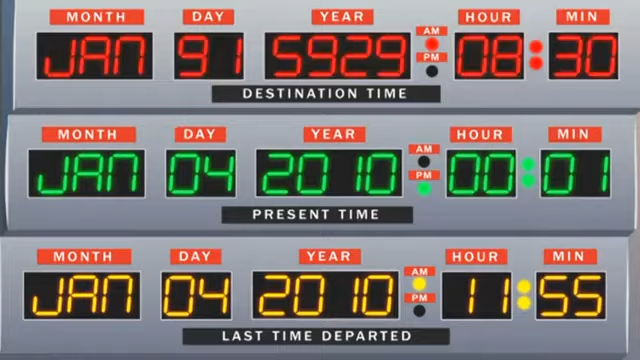 MONTH DAY YEAR HOUR MIN
AM
JAN 91 5929 08:30
PM
DESTINATION TIME
MONTH DAY YEAR HOUR MIN
AM
JAN 04 2010 00:01
PM
PRESENT TIME
MONTH DAY YEAR HOUR MIN
AM
JAN 04 2010 11:55
PM
LAST TIME DEPARTED